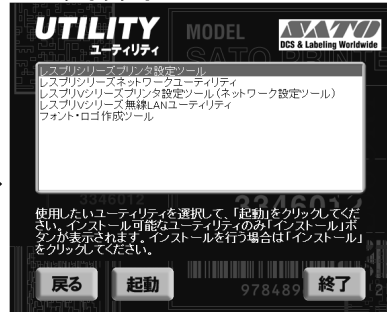 UTILITY
ユーティリティ
MODEL
SATO
DCS & Labeling Worldwide
レスプリシリーズプリンタ設定ツール
レスプリシリーズネットワークユーティリティ
レスプリVシリーズプリンタ設定ツール（ネットワーク設定ツール）
レスプリVシリーズ 無線LANユーティリティ
フォント・ロゴ作成ツール
3346012
使用したいユーティリティを選択して、「起動」をクリックしてくだ
さい。インストール可能なユーティリティのみ「インストール」ボ
タンが表示されます。インストールを行う場合は「インストール」
をクリックしてください。
戻る
起動
978489
終了
2